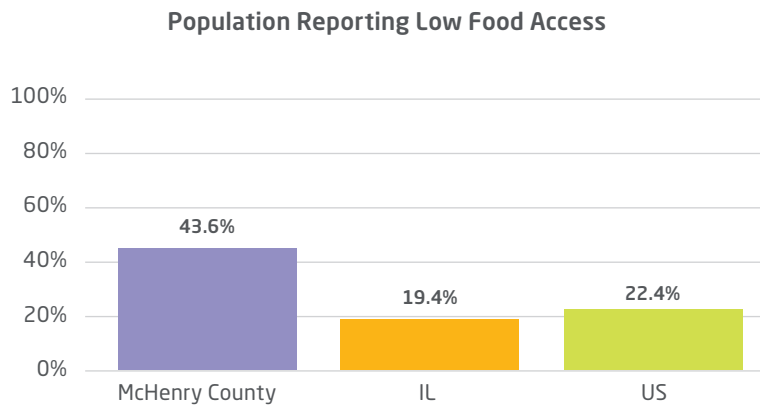 Population Reporting Low Food Access
100%
80%
60%
43.6%
40%
19.4%
22.4%
20%
0%
McHenry County
IL
US